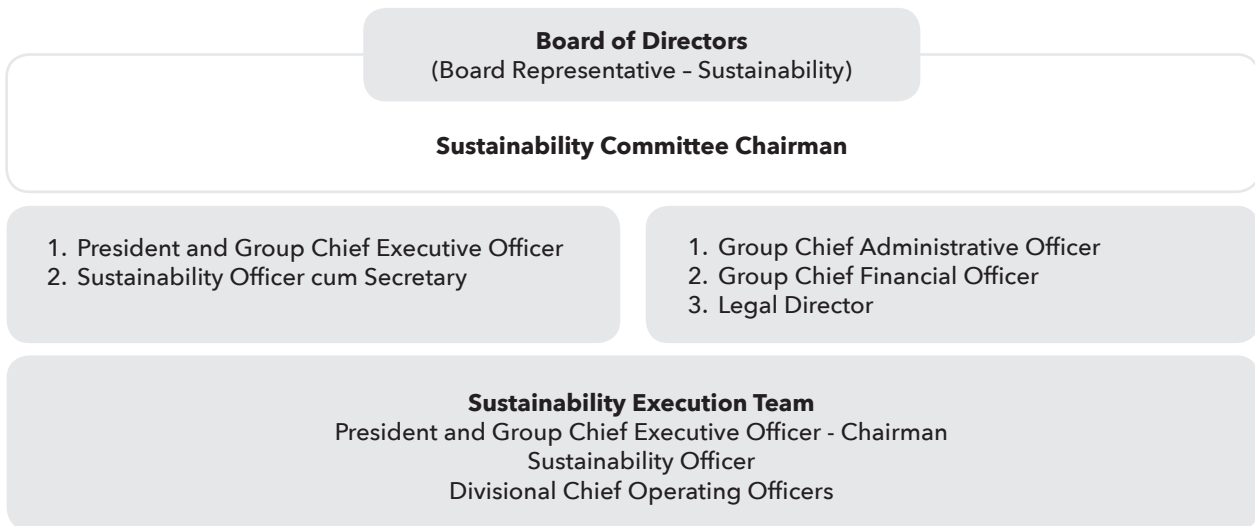 Board of Directors
(Board Representative – Sustainability)
Sustainability Committee Chairman
1. President and Group Chief Executive Officer
2. Sustainability Officer cum Secretary
1. Group Chief Administrative Officer
2. Group Chief Financial Officer
3. Legal Director
Sustainability Execution Team
President and Group Chief Executive Officer - Chairman
Sustainability Officer
Divisional Chief Operating Officers